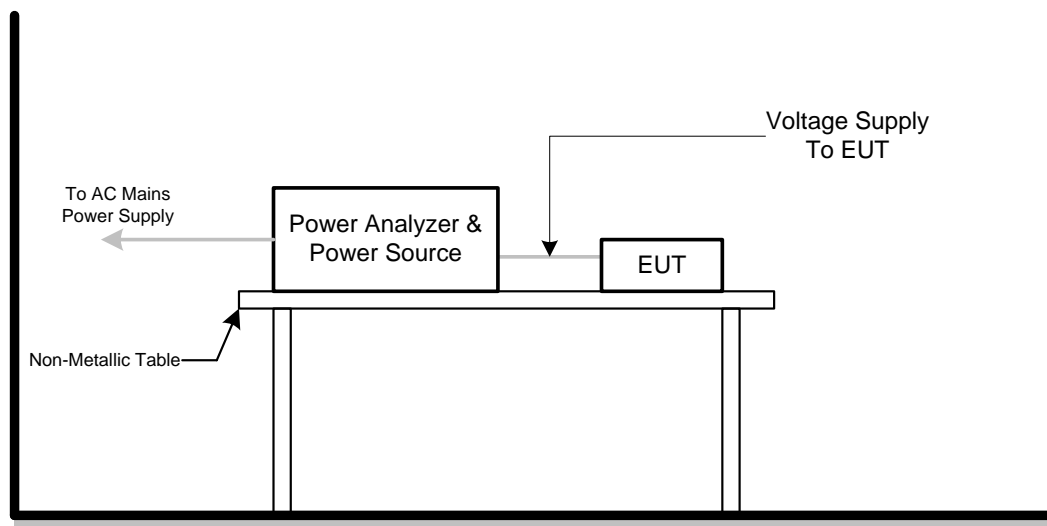 Voltage Supply
To EUT
To AC Mains
Power Supply
Power Analyzer &
Power Source
EUT
Non-Metallic Table